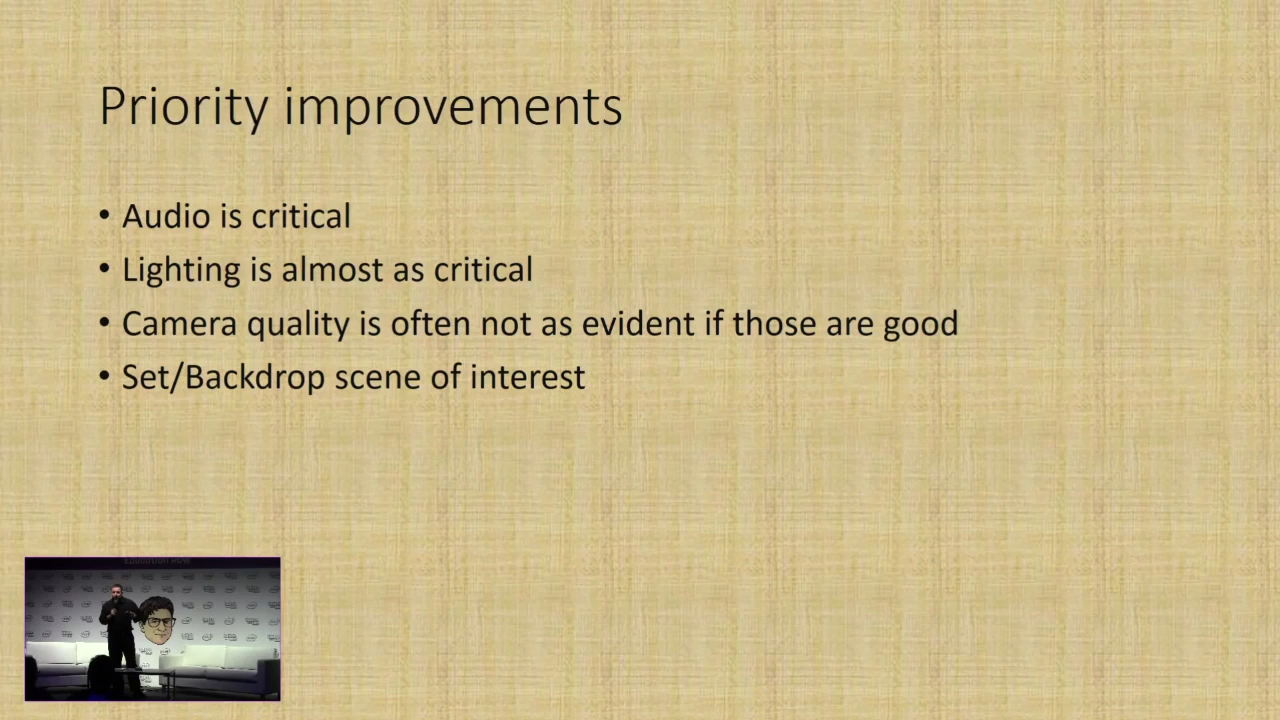 Priority improvements
• Audio is critical
• Lighting is almost as critical
• Camera quality is often not as evident if those are good
• Set/Backdrop scene of interest